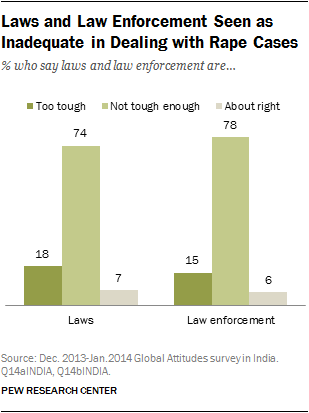 Laws and Law Enforcement Seen as
Inadequate in Dealing with Rape Cases
% who say laws and law enforcement are…
Too tough Not tough enough About right
18 74 7 15 78 6
Laws Law enforcement
Source: Dec. 2013-Jan.2014 Global Attitudes survey in India.
Q14aINDIA, Q14bINDIA.
PEW RESEARCH CENTER